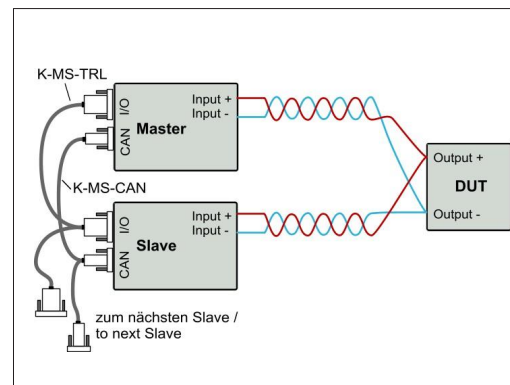 K-MS-TRL
I/O
CAN
Master
Input +
Input -
K-MS-CAN
Output +
DUT
Output -
I/O
CAN
Slave
Input +
Input -
zum nächsten Slave /
to next Slave